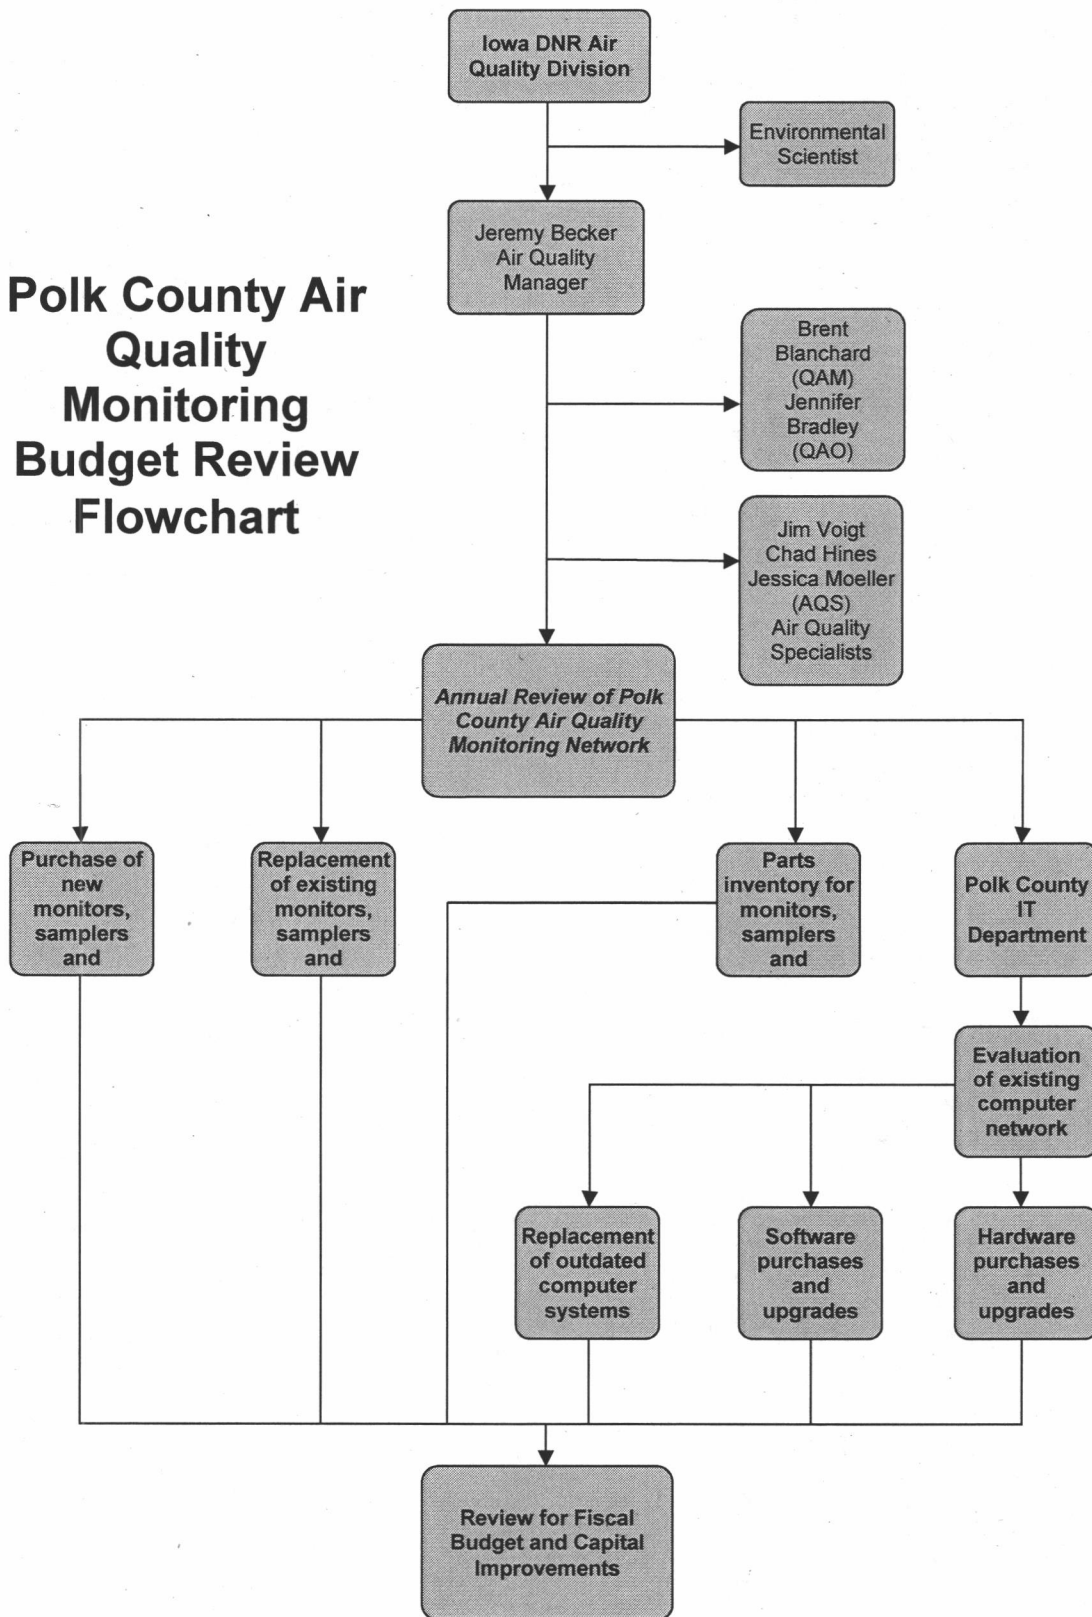 Iowa DNR Air
Quality Division
Environmental
Scientist
Jeremy Becker
Air Quality
Manager
Polk County Air
Quality
Monitoring
Budget Review
Flowchart
Brent
Blanchard
(QAM)
Jennifer
Bradley
(QAO)
Jim Voigt
Chad Hines
Jessica Moeller
(AQS)
Air Quality
Specialists
Annual Review of Polk
County Air Quality
Monitoring Network
Purchase of
new
monitors,
samplers
and
Replacement
of existing
monitors,
samplers
and
Parts
inventory for
monitors,
samplers
and
Polk County
IT
Department
Evaluation
of existing
computer
network
Replacement
of outdated
computer
systems
Software
purchases
and
upgrades
Hardware
purchases
and
upgrades
Review for Fiscal
Budget and Capital
Improvements